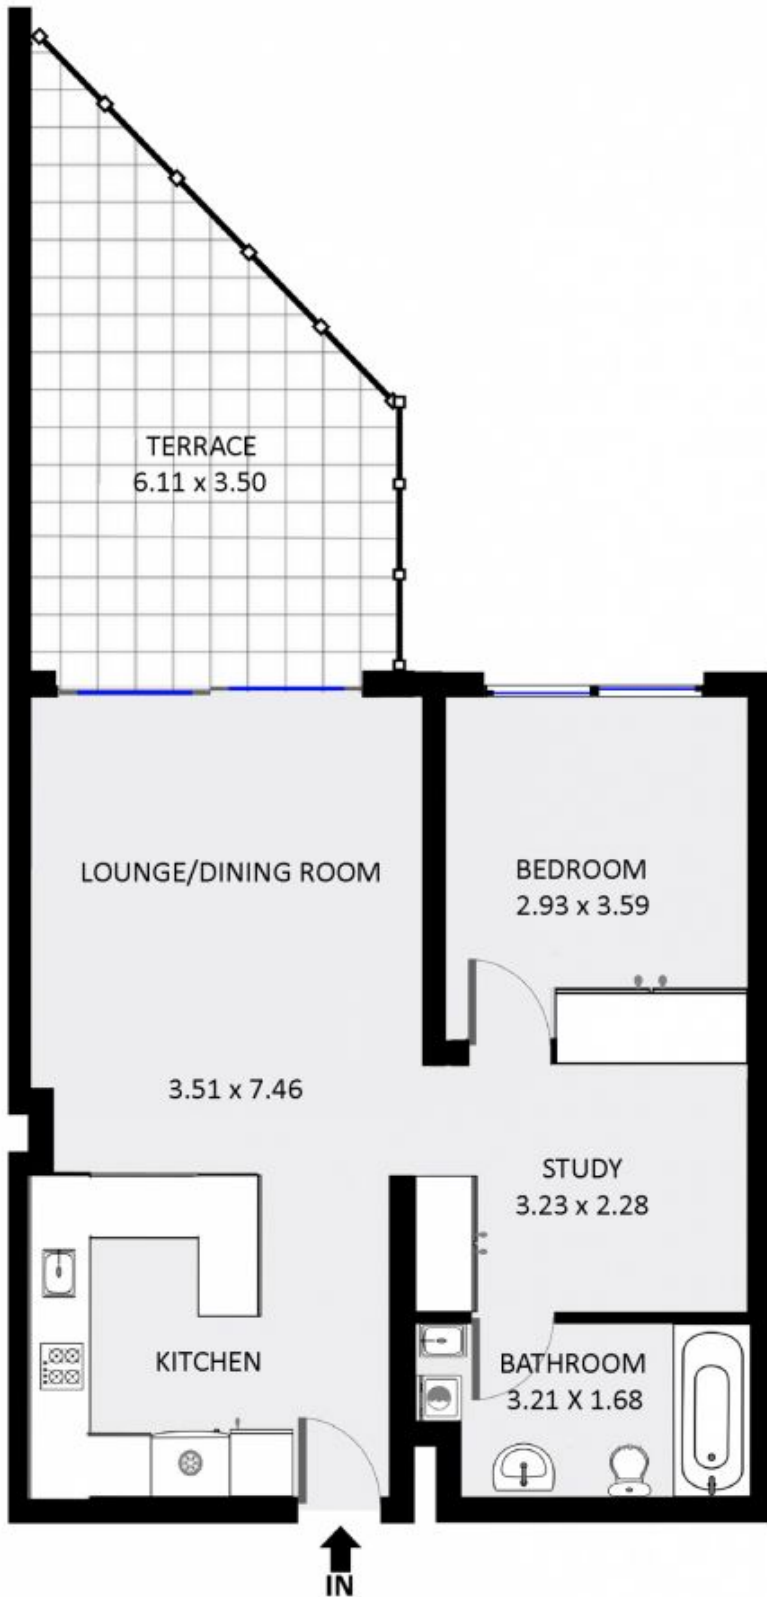 TERRACE
6.11 x 3.50
LOUNGE/DINING ROOM
3.51 x 7.46
BEDROOM
2.93 x 3.59
STUDY
3.23 x 2.28
KITCHEN
BATHROOM
3.21 X 1.68
IN